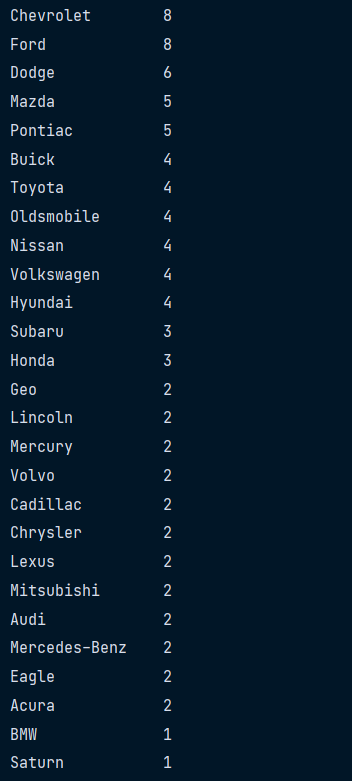 Chevrolet 8
Ford 8
Dodge 6
Mazda 5
Pontiac 5
Buick 4
Toyota 4
Oldsmobile 4
Nissan 4
Volkswagen 4
Hyundai 4
Subaru 3
Honda 3
Geo 2
Lincoln 2
Mercury 2
Volvo 2
Cadillac 2
Chrysler 2
Lexus 2
Mitsubishi 2
Audi 2
Mercedes-Benz 2
Eagle 2
Acura 2
BMW 1
Saturn 1